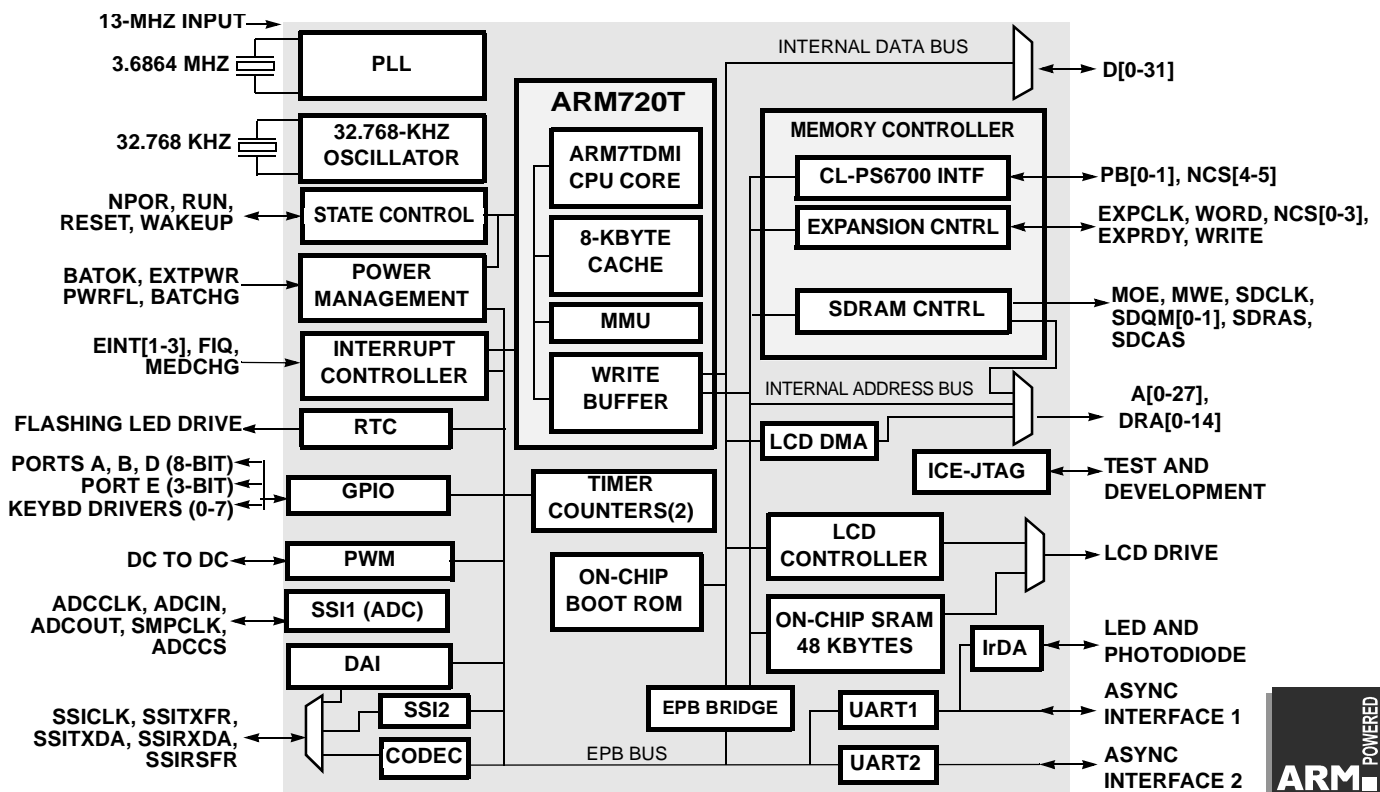 13-MHZ INPUT
3.6864 MHZ
PLL
32.768 KHZ
32.768-KHZ
OSCILLATOR
NPOR, RUN,
RESET, WAKEUP
STATE CONTROL
BATOK, EXTPWR
PWRFL, BATCHG
POWER
MANAGEMENT
EINT[1-3], FIQ,
MEDCHG
INTERRUPT
CONTROLLER
FLASHING LED DRIVE
RTC
PORTS A, B, D (8-BIT)
PORT E (3-BIT)
KEYBD DRIVERS (0-7)
GPIO
DC TO DC
PWM
ADCCLK, ADCIN,
ADCOUT, SMPCLK,
ADCCS
SSI1 (ADC)
DAI
SSICLK, SSITXFR,
SSITXDA, SSIRXDA,
SSIRSFR
SSI2
CODEC
ARM720T
ARM7TDMI
CPU CORE
8-KBYTE
CACHE
MMU
WRITE
BUFFER
TIMER
COUNTERS(2)
ON-CHIP
BOOT ROM
EPB BUS
INTERNAL DATA BUS
D[0-31]
MEMORY CONTROLLER
CL-PS6700 INTF
PB[0-1], NCS[4-5]
EXPANSION CNTRL
EXPCLK, WORD, NCS[0-3],
EXPRDY, WRITE
SDRAM CNTRL
MOE, MWE, SDCLK,
SDQM[0-1], SDRAS,
SDCAS
INTERNAL ADDRESS BUS
A[0-27],
DRA[0-14]
LCD DMA
ICE-JTAG
TEST AND
DEVELOPMENT
LCD
CONTROLLER
LCD DRIVE
ON-CHIP SRAM
48 KBYTES
IrDA
LED AND
PHOTODIODE
EPB BRIDGE
UART1
ASYNC
INTERFACE 1
UART2
ASYNC
INTERFACE 2
ARM
POWERED